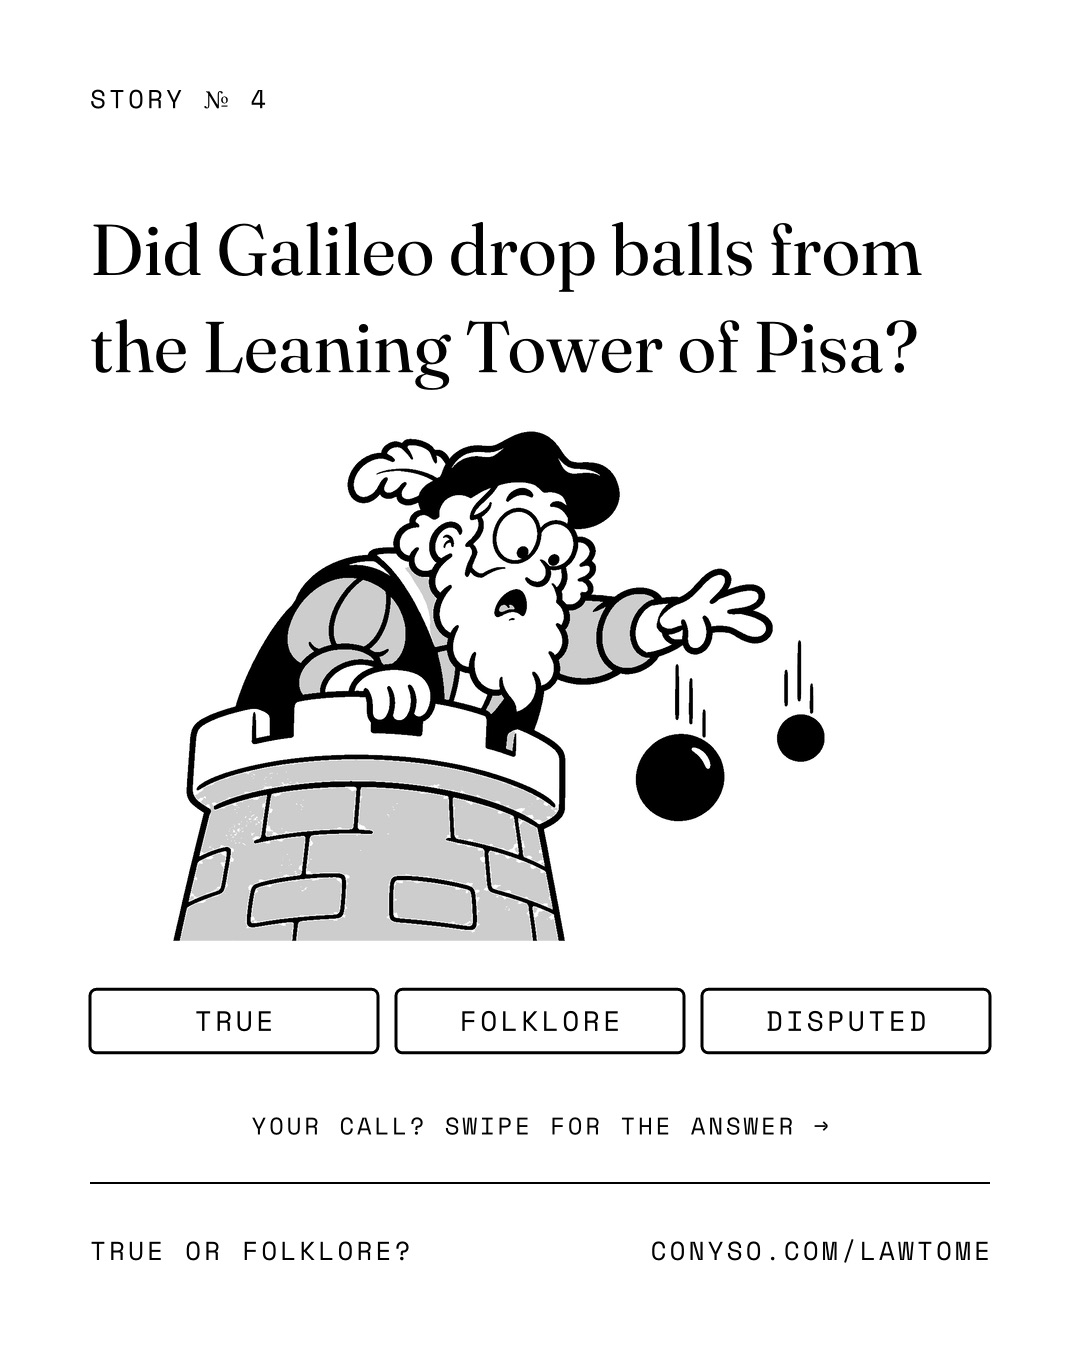 STORY № 4
Did Galileo drop balls from
the Leaning Tower of Pisa?
TRUE
FOLKLORE
DISPUTED
YOUR CALL? SWIPE FOR THE ANSWER →
TRUE OR FOLKLORE?
CONYSO.COM/LAWTOME